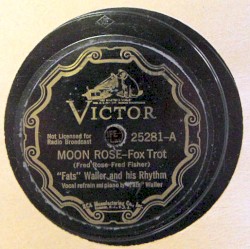 VICTOR
Not Licensed for
Radio Broadcast
25281-A
MOON ROSE-Fox Trot
(Fred Rose-Fred Fisher)
"Fats" Waller and his Rhythm
Vocal refrain and piano by "Fats" Waller